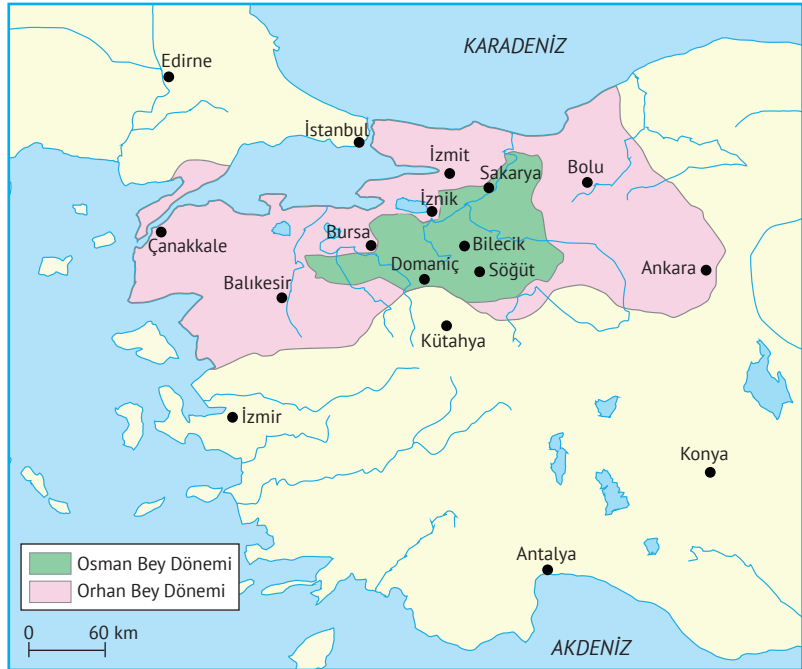 KARADENİZ
Edirne
İstanbul
İzmit
Sakarya
Bolu
İznik
Çanakkale
Bursa
Bilecik
Domaniç
Söğüt
Ankara
Balıkesir
Kütahya
İzmir
Konya
Antalya
AKDENİZ
Osman Bey Dönemi
Orhan Bey Dönemi
0 60 km